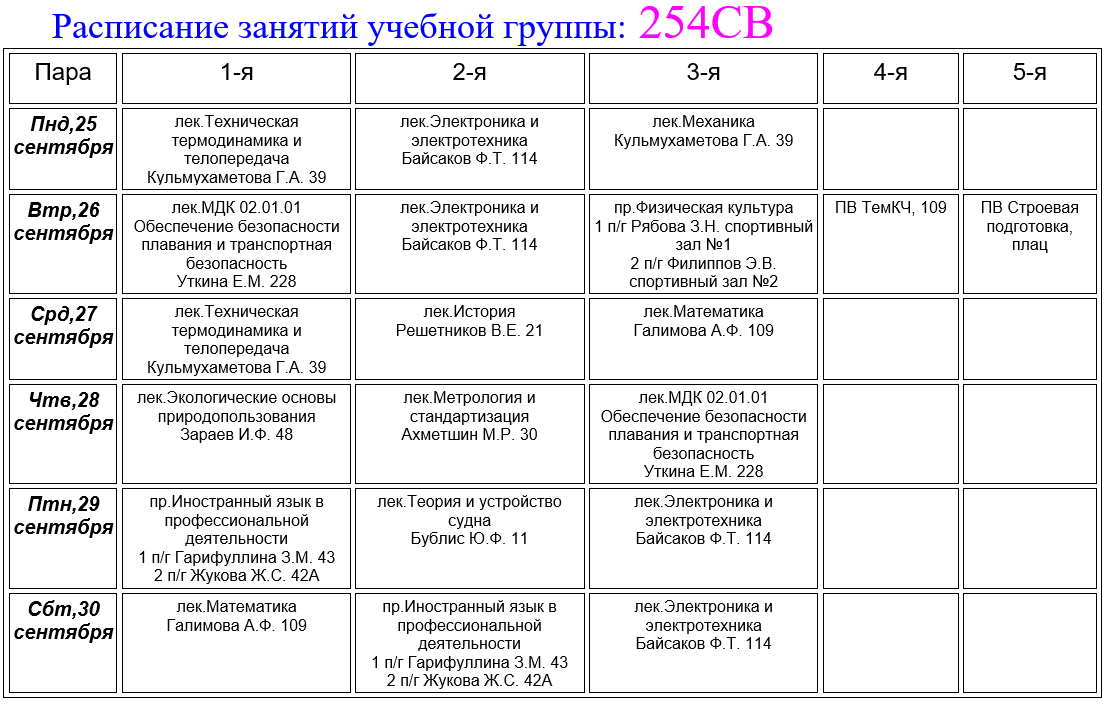 Расписание занятий учебной группы: 254СВ
Пара
1-я
2-я
3-я
4-я
5-я
Пнд,25
сентября
лек.Техническая
термодинамика и
телопередача
Кульмухаметова Г.А. 39
лек.Электроника и
электротехника
Байсаков Ф.Т. 114
лек.Механика
Кульмухаметова Г.А. 39
Втр,26
сентября
лек.МДК 02.01.01
Обеспечение безопасности
плавания и транспортная
безопасность
Уткина Е.М. 228
лек.Электроника и
электротехника
Байсаков Ф.Т. 114
пр.Физическая культура
1 п/г Рябова З.Н. спортивный
зал №1
2 п/г Филиппов Э.В.
спортивный зал №2
ПВ ТемКЧ, 109
ПВ Строевая
подготовка,
плац
Срд,27
сентября
лек.Техническая
термодинамика и
телопередача
Кульмухаметова Г.А. 39
лек.История
Решетников В.Е. 21
лек.Математика
Галимова А.Ф. 109
Чтв,28
сентября
лек.Экологические основы
природопользования
Зараев И.Ф. 48
лек.Метрология и
стандартизация
Ахметшин М.Р. 30
лек.МДК 02.01.01
Обеспечение безопасности
плавания и транспортная
безопасность
Уткина Е.М. 228
Птн,29
сентября
пр.Иностранный язык в
профессиональной
деятельности
1 п/г Гарифуллина З.М. 43
2 п/г Жукова Ж.С. 42А
лек.Теория и устройство
судна
Бублис Ю.Ф. 11
лек.Электроника и
электротехника
Байсаков Ф.Т. 114
Сбт,30
сентября
лек.Математика
Галимова А.Ф. 109
пр.Иностранный язык в
профессиональной
деятельности
1 п/г Гарифуллина З.М. 43
2 п/г Жукова Ж.С. 42А
лек.Электроника и
электротехника
Байсаков Ф.Т. 114